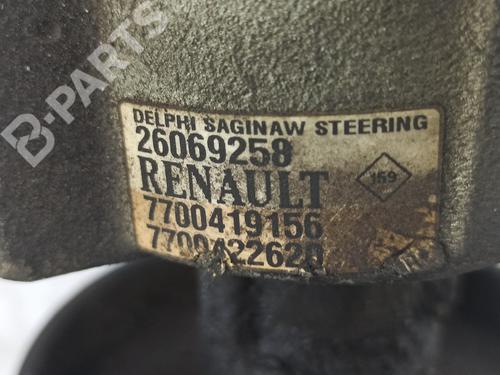 B-PARTS
DELPHI SAGINAW STEERING
26069258
RENAULT
159
7700419156
7700422620